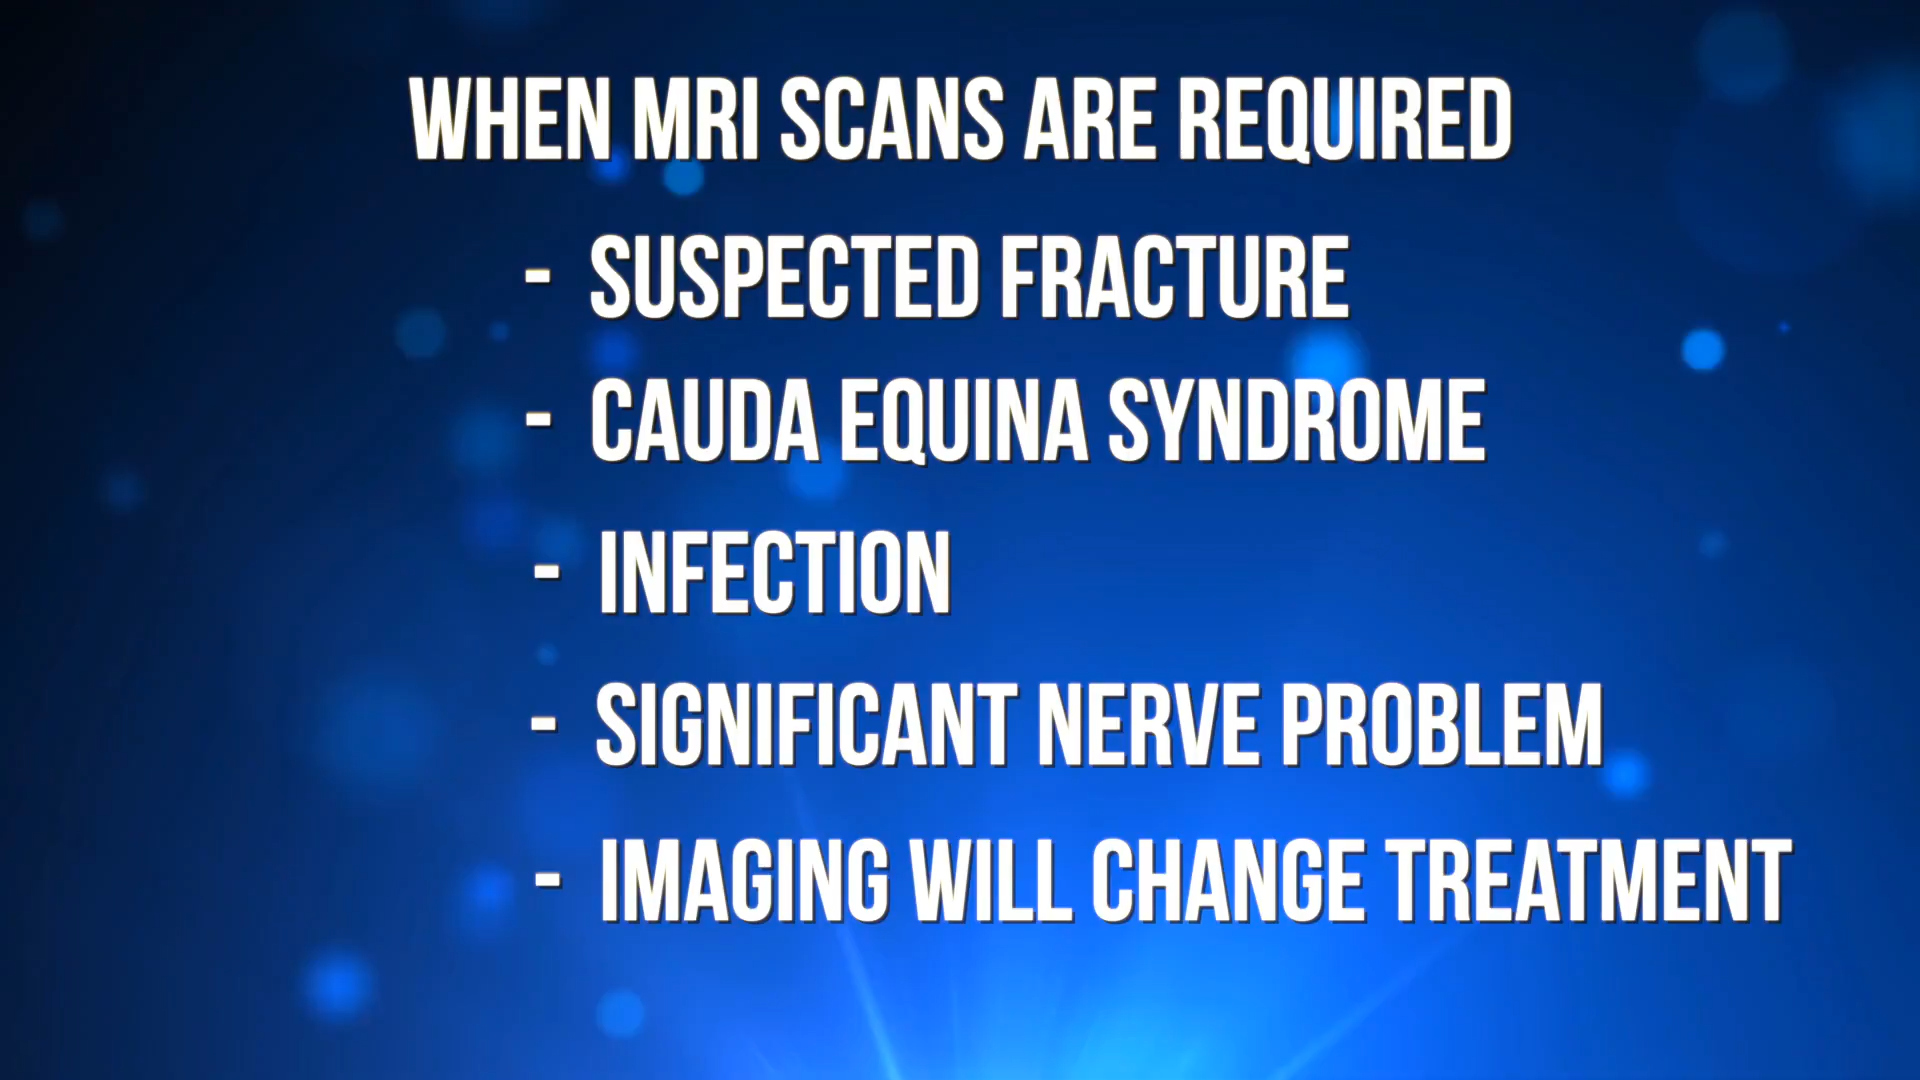 WHEN MRI SCANS ARE REQUIRED
- SUSPECTED FRACTURE
- CAUDA EQUINA SYNDROME
- INFECTION
- SIGNIFICANT NERVE PROBLEM
- IMAGING WILL CHANGE TREATMENT